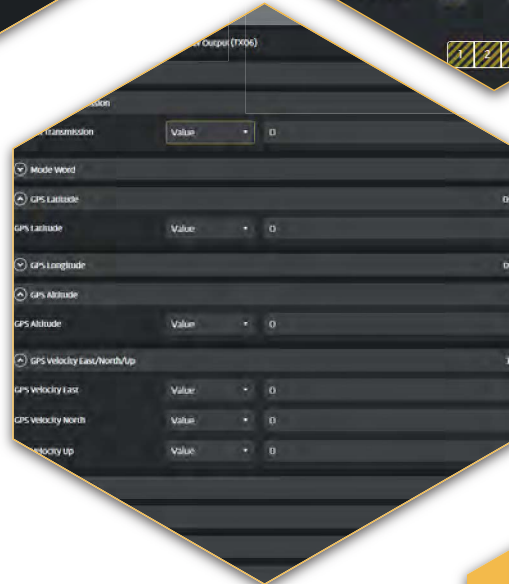 Output (TX06)
1 2
Transmission
Value 0
Mode Word
GPS Latitude
GPS Latitude Value 0
GPS Longitude
GPS Altitude
GPS Altitude Value 0
GPS Velocity East/North/Up
GPS Velocity East Value 0
GPS Velocity North Value 0
Velocity Up Value 0